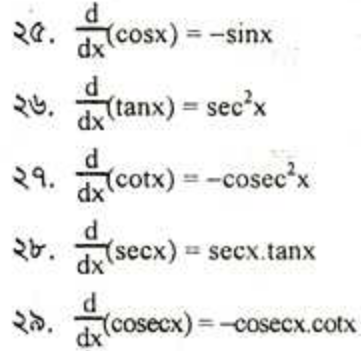 ২৫. d/dx(cosx) = –sinx
২৬. d/dx(tanx) = sec²x
২৭. d/dx(cotx) = –cosec²x
২৮. d/dx(secx) = secx.tanx
২৯. d/dx(cosecx) = –cosecx.cotx